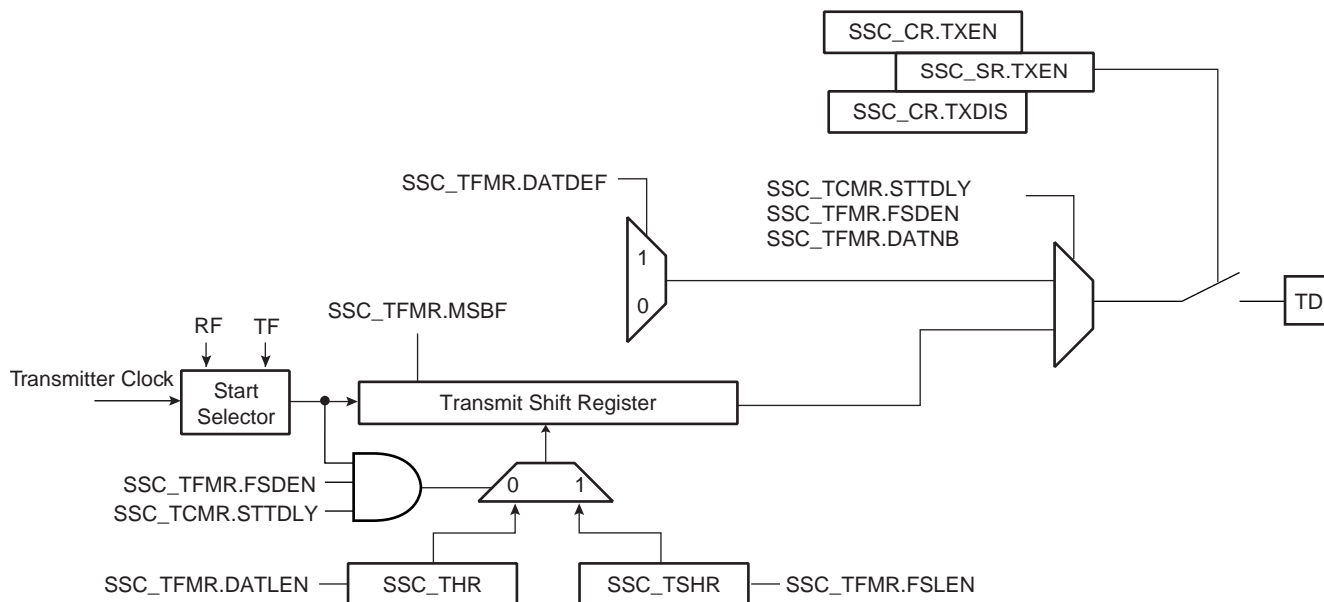 SSC_CR.TXEN
SSC_SR.TXEN
SSC_CR.TXDIS
SSC_TFMR.DATDEF
SSC_TCMR.STTDLY
SSC_TFMR.FSDEN
SSC_TFMR.DATNB
1
0
TD
SSC_TFMR.MSBF
RF
TF
Transmitter Clock
Start
Selector
Transmit Shift Register
SSC_TFMR.FSDEN
SSC_TCMR.STTDLY
0
1
SSC_TFMR.DATLEN
SSC_THR
SSC_TSHR
SSC_TFMR.FSLEN